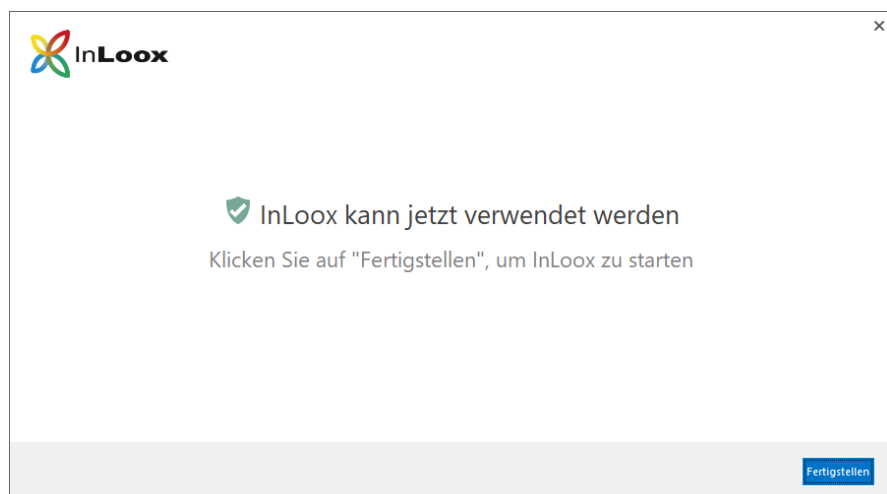 InLoox
InLoox kann jetzt verwendet werden
Klicken Sie auf "Fertigstellen", um InLoox zu starten
Fertigstellen